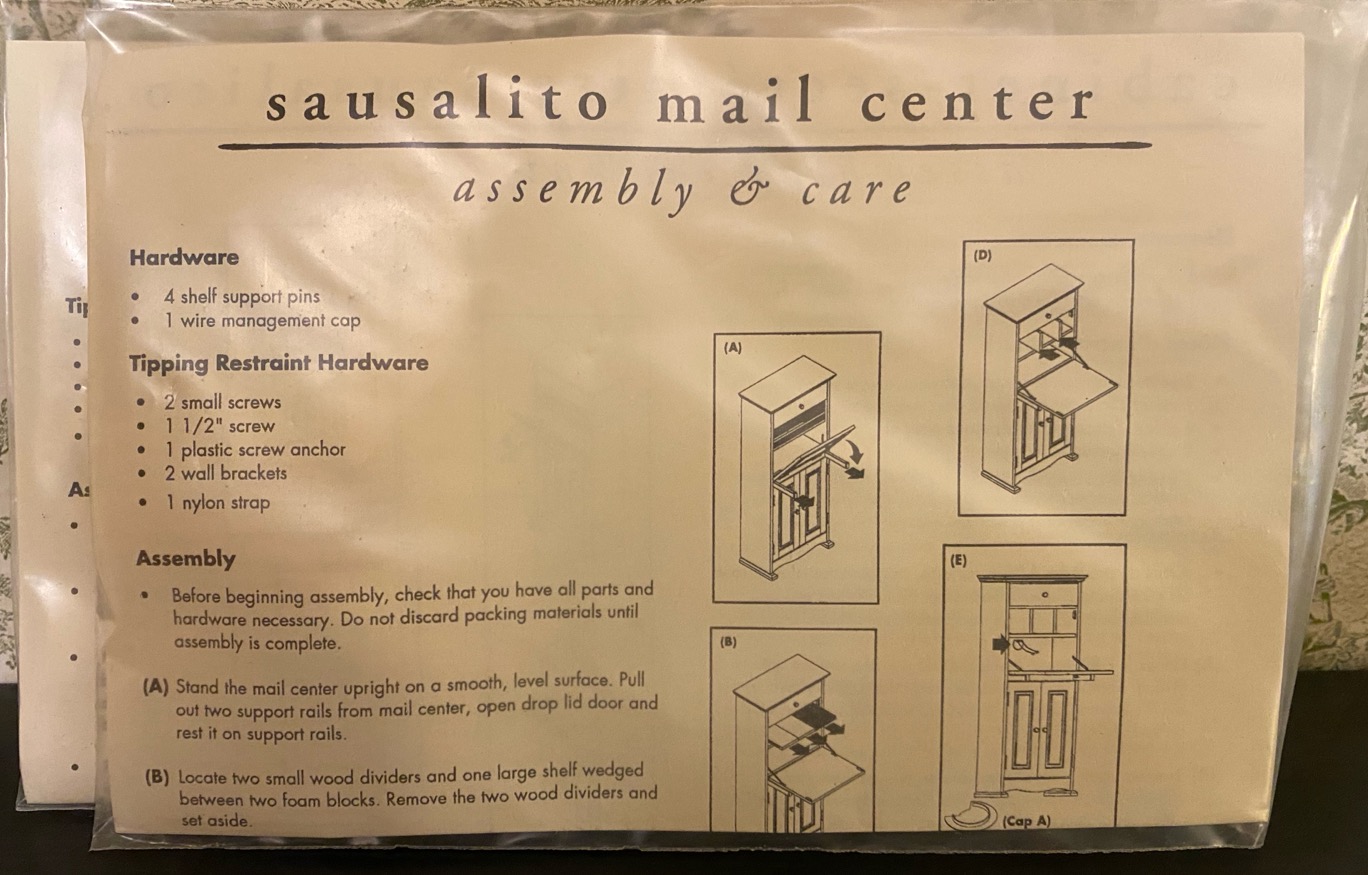 sausalito mail center
assembly & care
Hardware
• 4 shelf support pins
• 1 wire management cap
Tipping Restraint Hardware
• 2 small screws
• 1 1/2" screw
• 1 plastic screw anchor
• 2 wall brackets
• 1 nylon strap
Assembly
• Before beginning assembly, check that you have all parts and
hardware necessary. Do not discard packing materials until
assembly is complete.
(A) Stand the mail center upright on a smooth, level surface. Pull
out two support rails from mail center, open drop lid door and
rest it on support rails.
(B) Locate two small wood dividers and one large shelf wedged
between two foam blocks. Remove the two wood dividers and
set aside.
(A)
(B)
(D)
(E)
(Cap A)
Tip
As